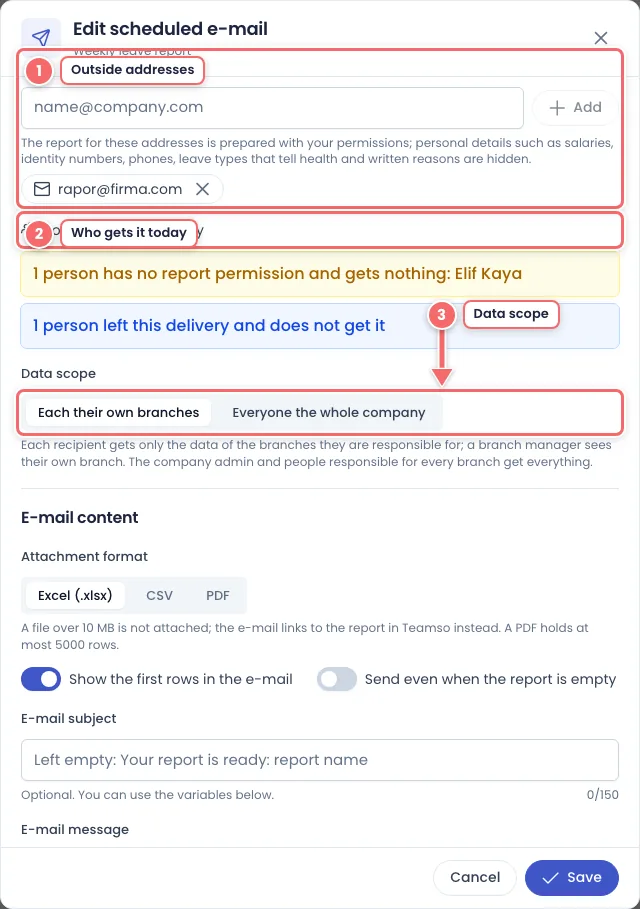 Edit scheduled e-mail
Weekly leave report
1 Outside addresses
name@company.com
Add
The report for these addresses is prepared with your permissions; personal details such as salaries,
identity numbers, phones, leave types that tell health and written reasons are hidden.
rapor@firma.com
2 Who gets it today
1 person has no report permission and gets nothing: Elif Kaya
1 person left this delivery and does not get it
3 Data scope
Data scope
Each their own branches Everyone the whole company
Each recipient gets only the data of the branches they are responsible for; a branch manager sees
their own branch. The company admin and people responsible for every branch get everything.
E-mail content
Attachment format
Excel (.xlsx) CSV PDF
A file over 10 MB is not attached; the e-mail links to the report in Teamso instead. A PDF holds at
most 5000 rows.
Show the first rows in the e-mail Send even when the report is empty
E-mail subject
Left empty: Your report is ready: report name
Optional. You can use the variables below. 0/150
E-mail message
Cancel Save